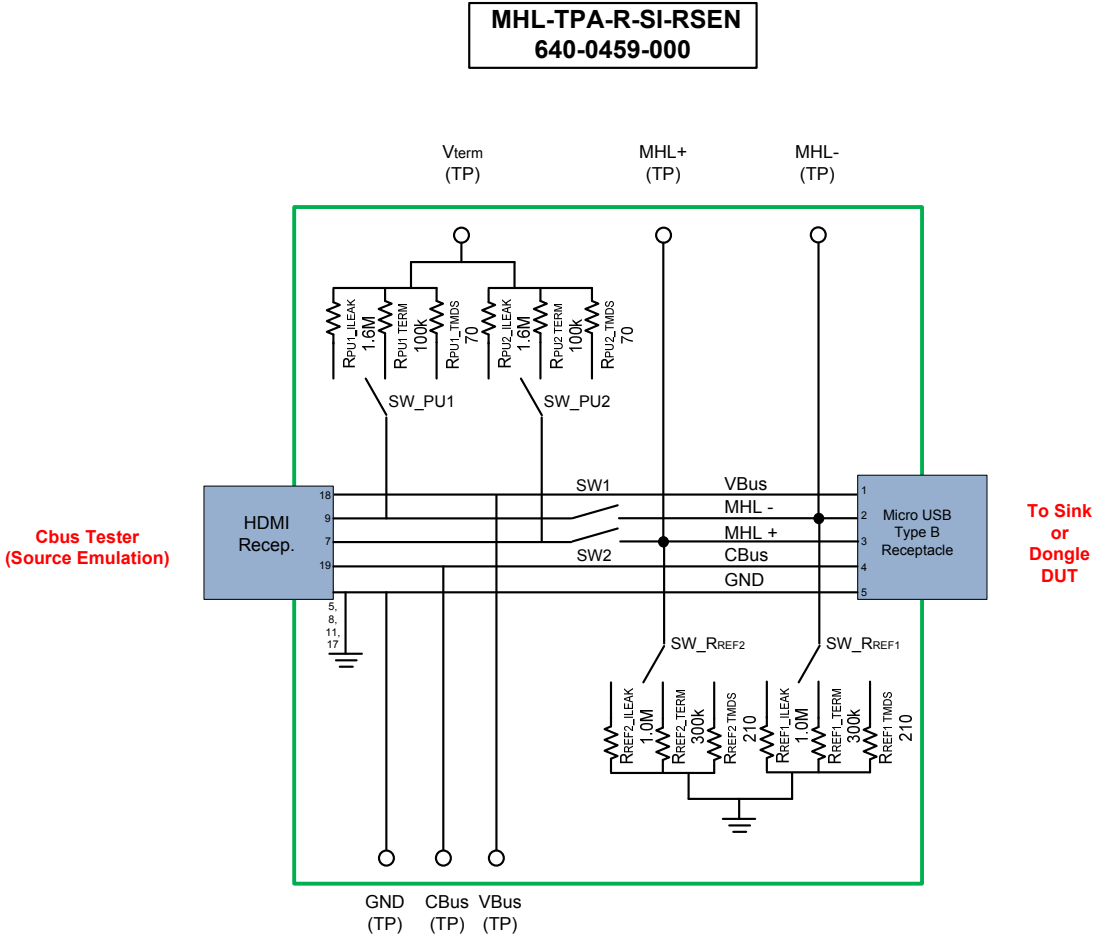 MHL-TPA-R-SI-RSEN
640-0459-000
Vterm
(TP)
MHL+
(TP)
MHL-
(TP)
RPU1_ILEAK
1.6M
RPU1 TERM
100k
RPU1_TMDS
70
RPU2_ILEAK
1.6M
RPU2 TERM
100k
RPU2_TMDS
70
SW_PU1
SW_PU2
Cbus Tester
(Source Emulation)
HDMI
Recep.
18
9
7
19
5,
8,
11,
17
SW1
SW2
VBus
MHL -
MHL +
CBus
GND
1
2
3
4
5
Micro USB
Type B
Receptacle
To Sink
or
Dongle
DUT
SW_RREF2
SW_RREF1
RREF2_ILEAK
1.0M
RREF2_TERM
300k
RREF2 TMDS
210
RREF1_ILEAK
1.0M
RREF1_TERM
300k
RREF1 TMDS
210
GND
(TP)
CBus
(TP)
VBus
(TP)